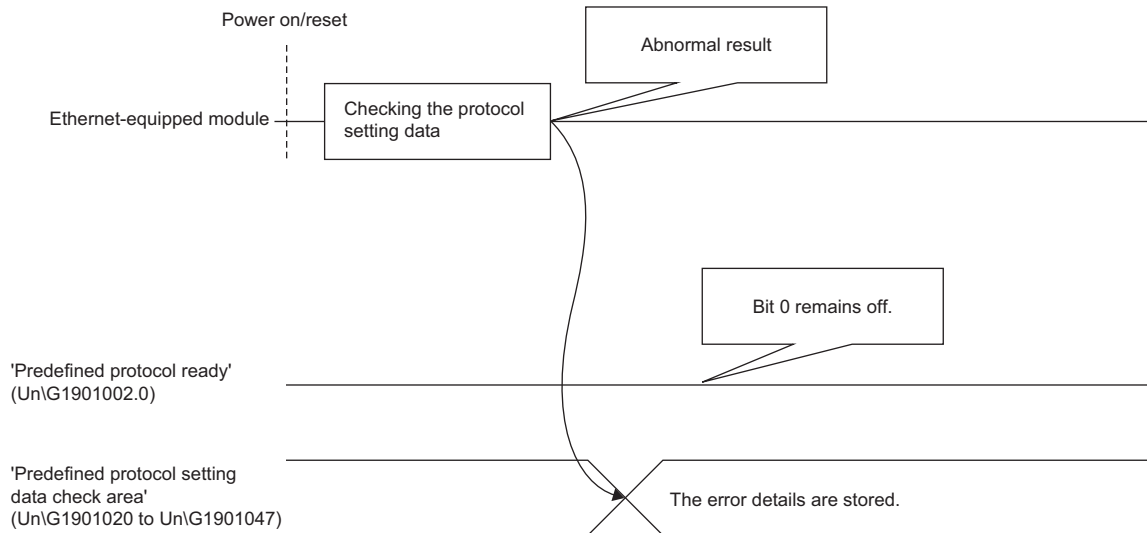 Power on/reset
Abnormal result
Ethernet-equipped module
Checking the protocol
setting data
Bit 0 remains off.
'Predefined protocol ready'
(Un\G1901002.0)
'Predefined protocol setting
data check area'
(Un\G1901020 to Un\G1901047)
The error details are stored.